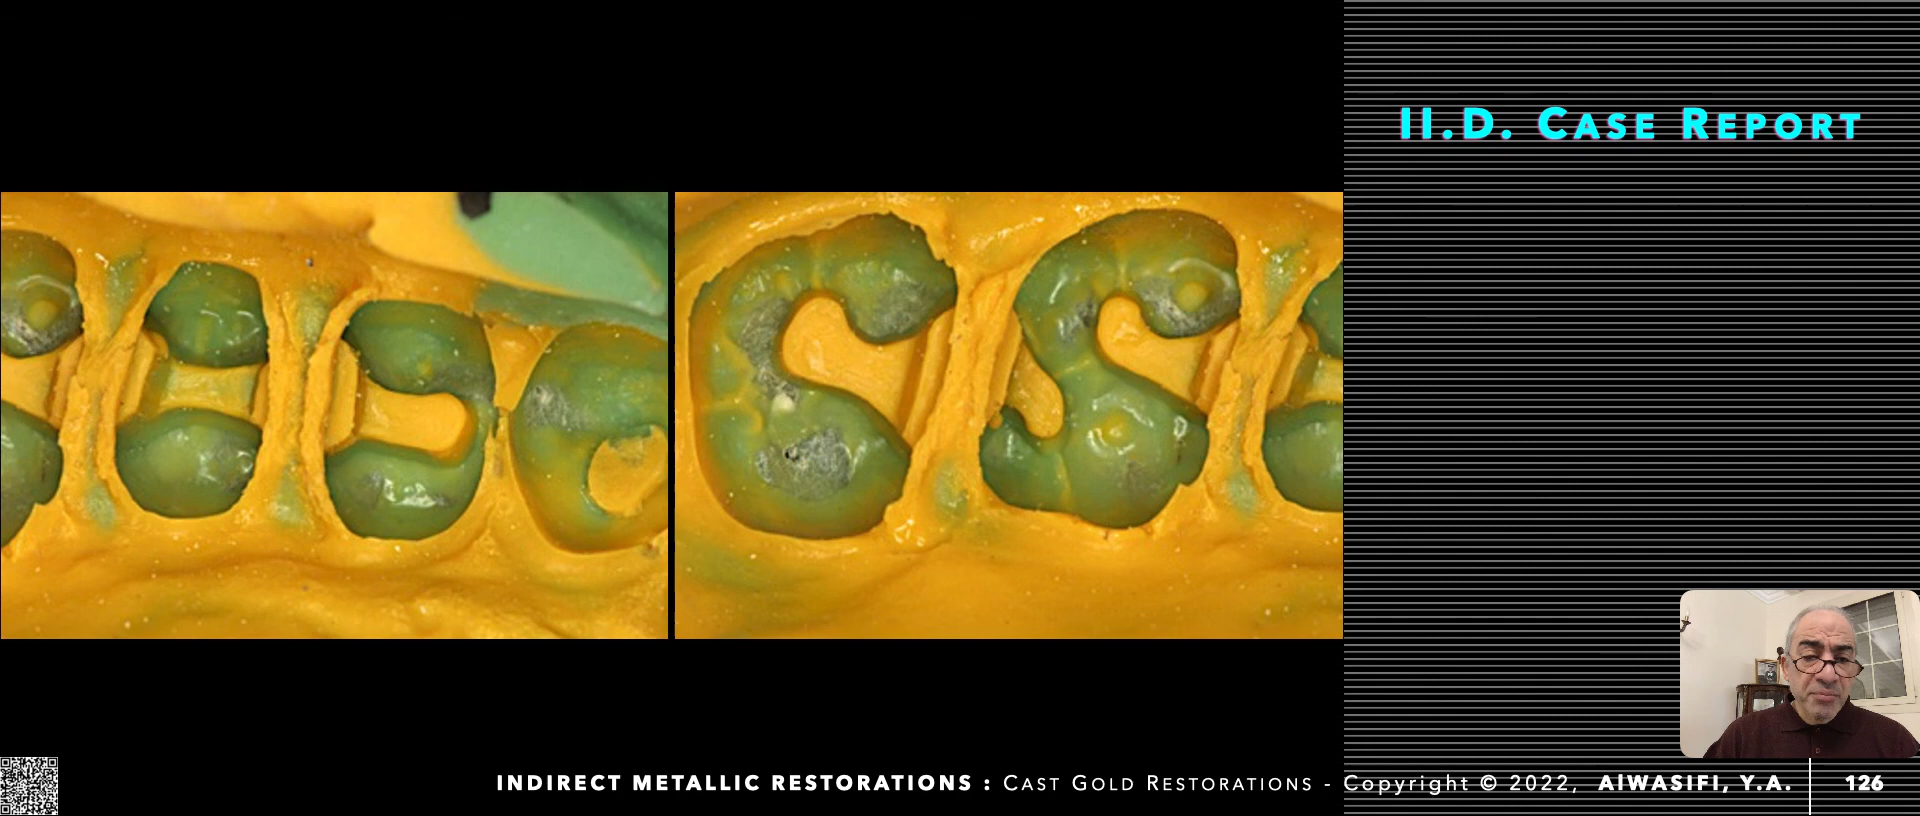 II.D. CASE REPORT
INDIRECT METALLIC RESTORATIONS : CAST GOLD RESTORATIONS - Copyright © 2022, AlWASIFI, Y.A. 126